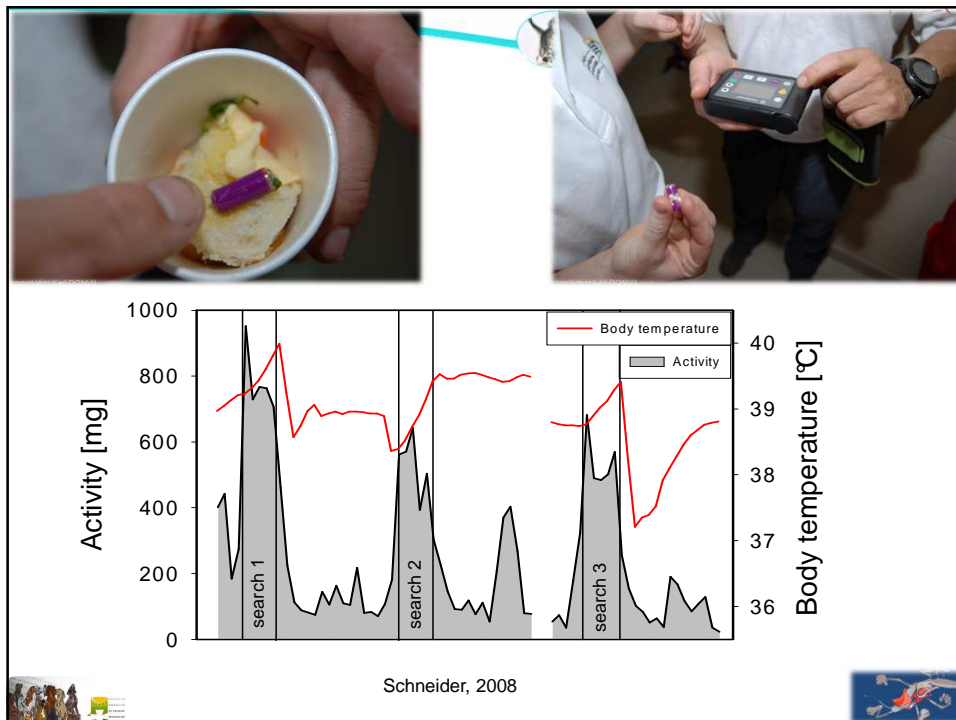 1000
800
600
400
200
0
Activity [mg]
Body temperature
Activity
40
39
38
37
36
Body temperature [°C]
search 1
search 2
search 3
Schneider, 2008